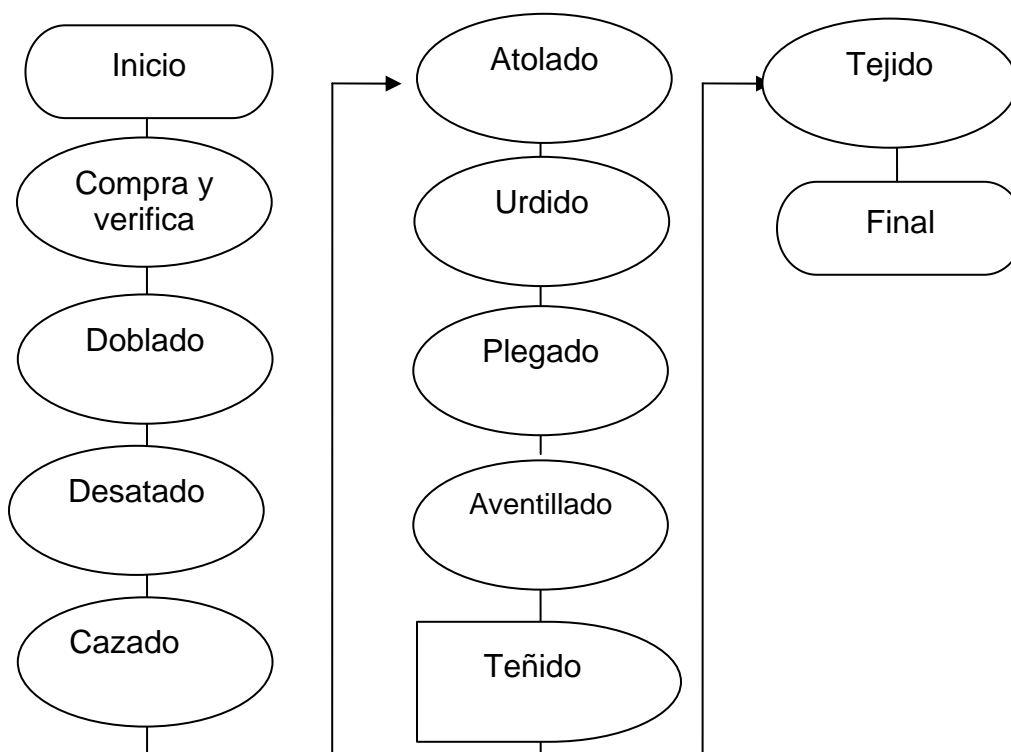 Inicio
Compra y
verifica
Doblado
Desatado
Cazado
Atolado
Urdido
Plegado
Aventillado
Teñido
Tejido
Final